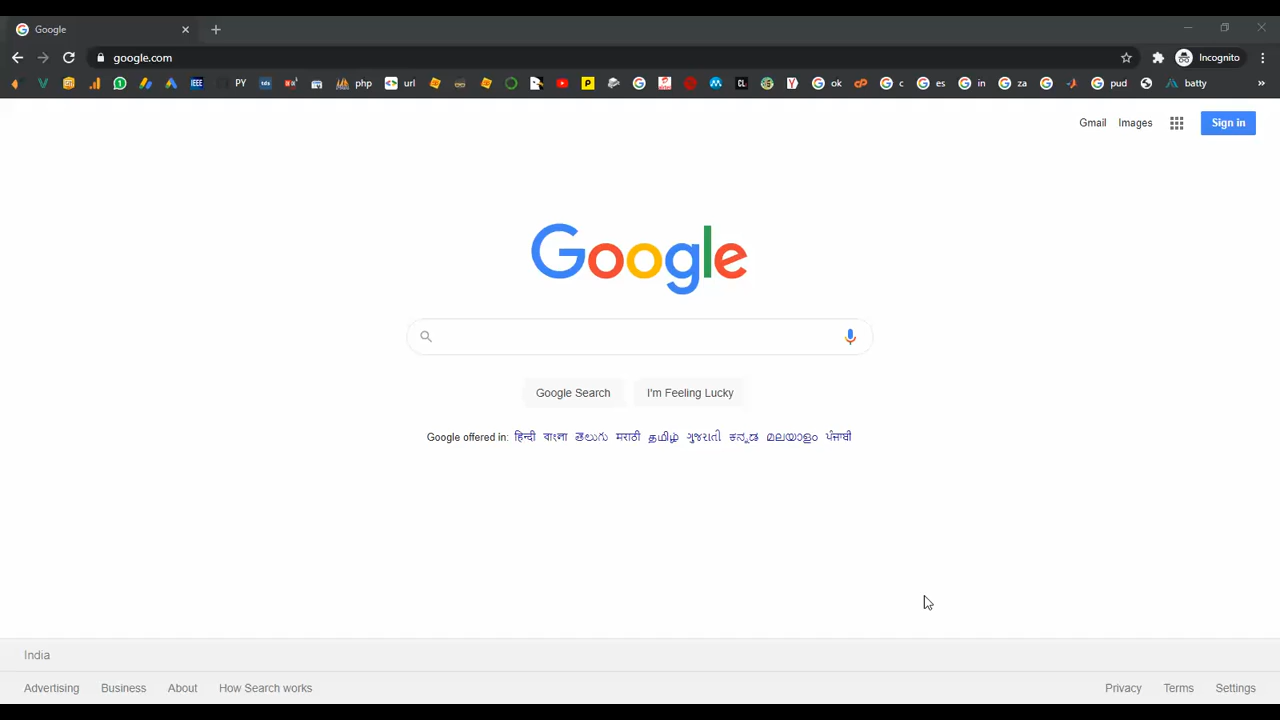 Google
google.com
Incognito
PY php url ok c es in za pud batty
Gmail Images Sign in
Google
Google Search I'm Feeling Lucky
Google offered in: हिन्दी বাংলা తెలుగు मराठी தமிழ் ગુજરાતી ಕನ್ನಡ മലയാളം ਪੰਜਾਬੀ
India
Advertising Business About How Search works Privacy Terms Settings